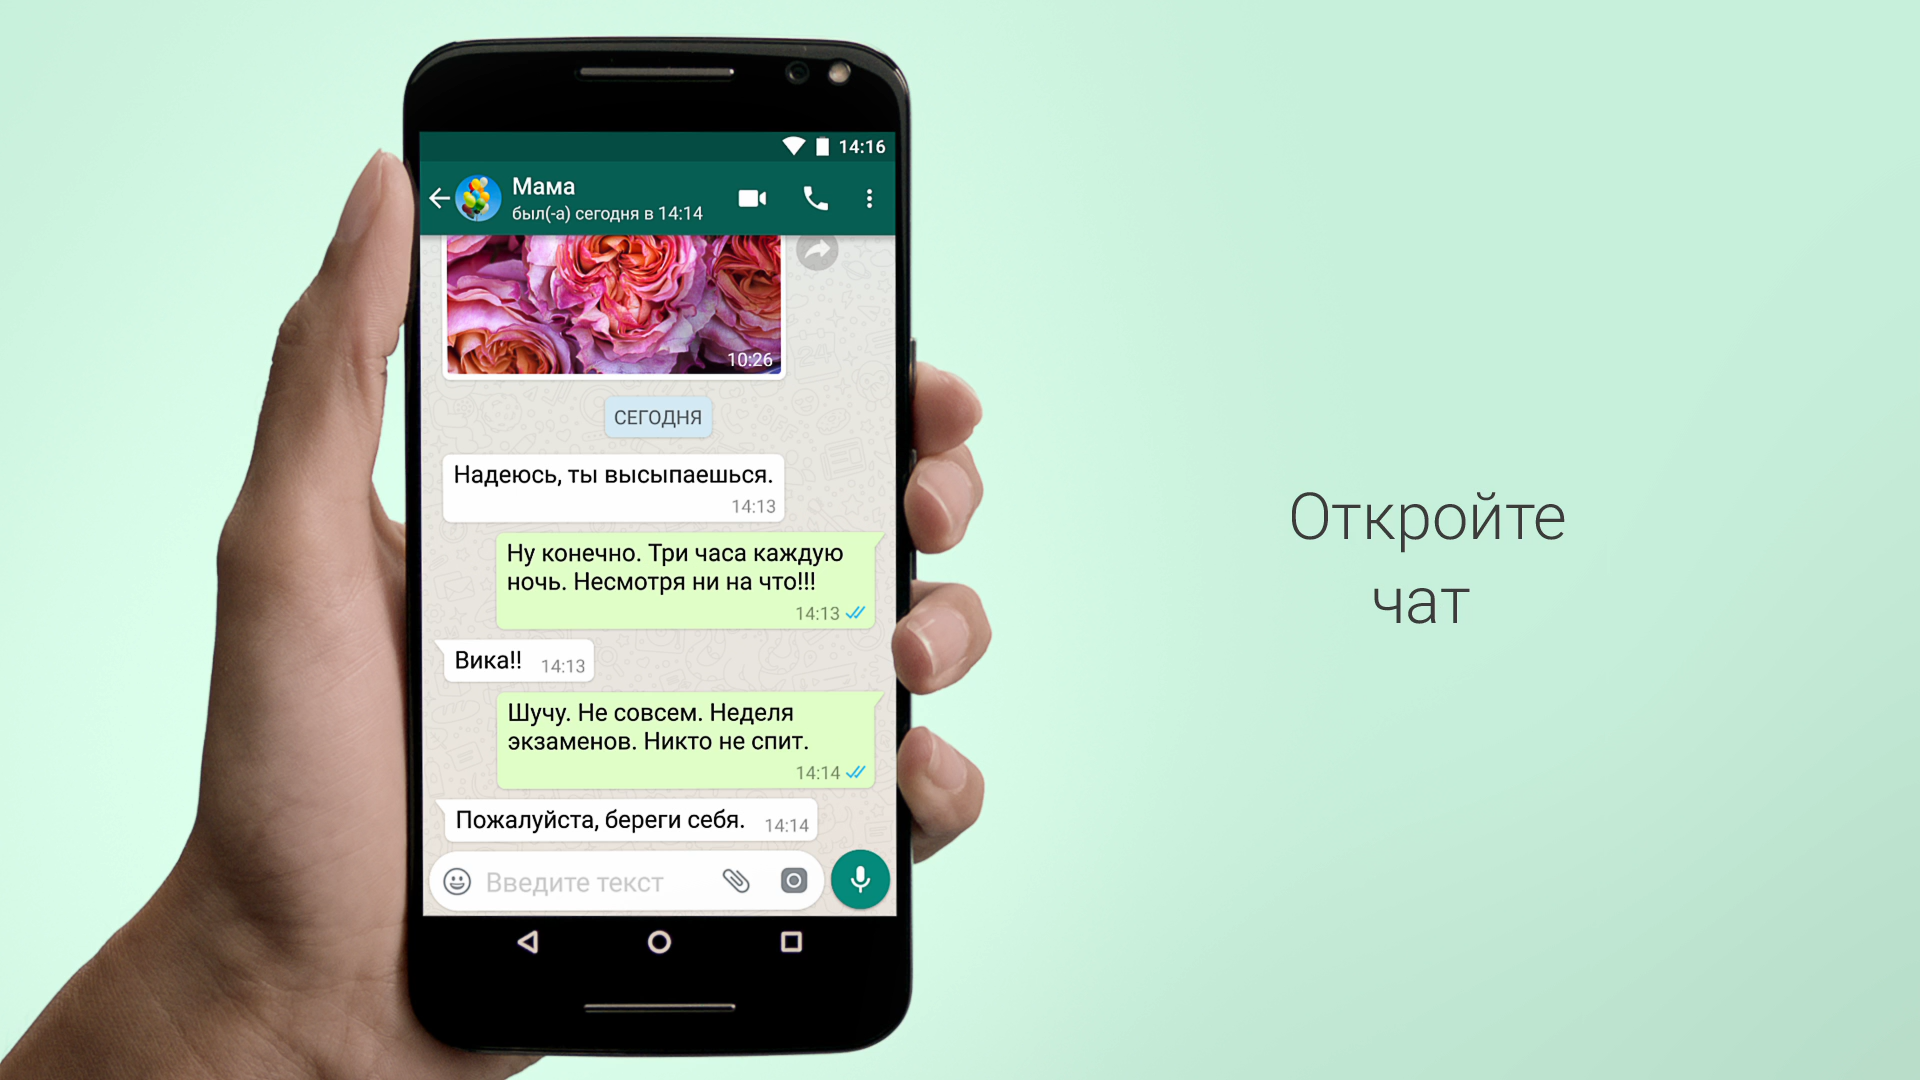 14:16
Мама
был(-а) сегодня в 14:14
10:26
СЕГОДНЯ
Надеюсь, ты высыпаешься.
14:13
Ну конечно. Три часа каждую
ночь. Несмотря ни на что!!!
14:13
Вика!! 14:13
Шучу. Не совсем. Неделя
экзаменов. Никто не спит.
14:14
Пожалуйста, береги себя. 14:14
Введите текст
Откройте
чат